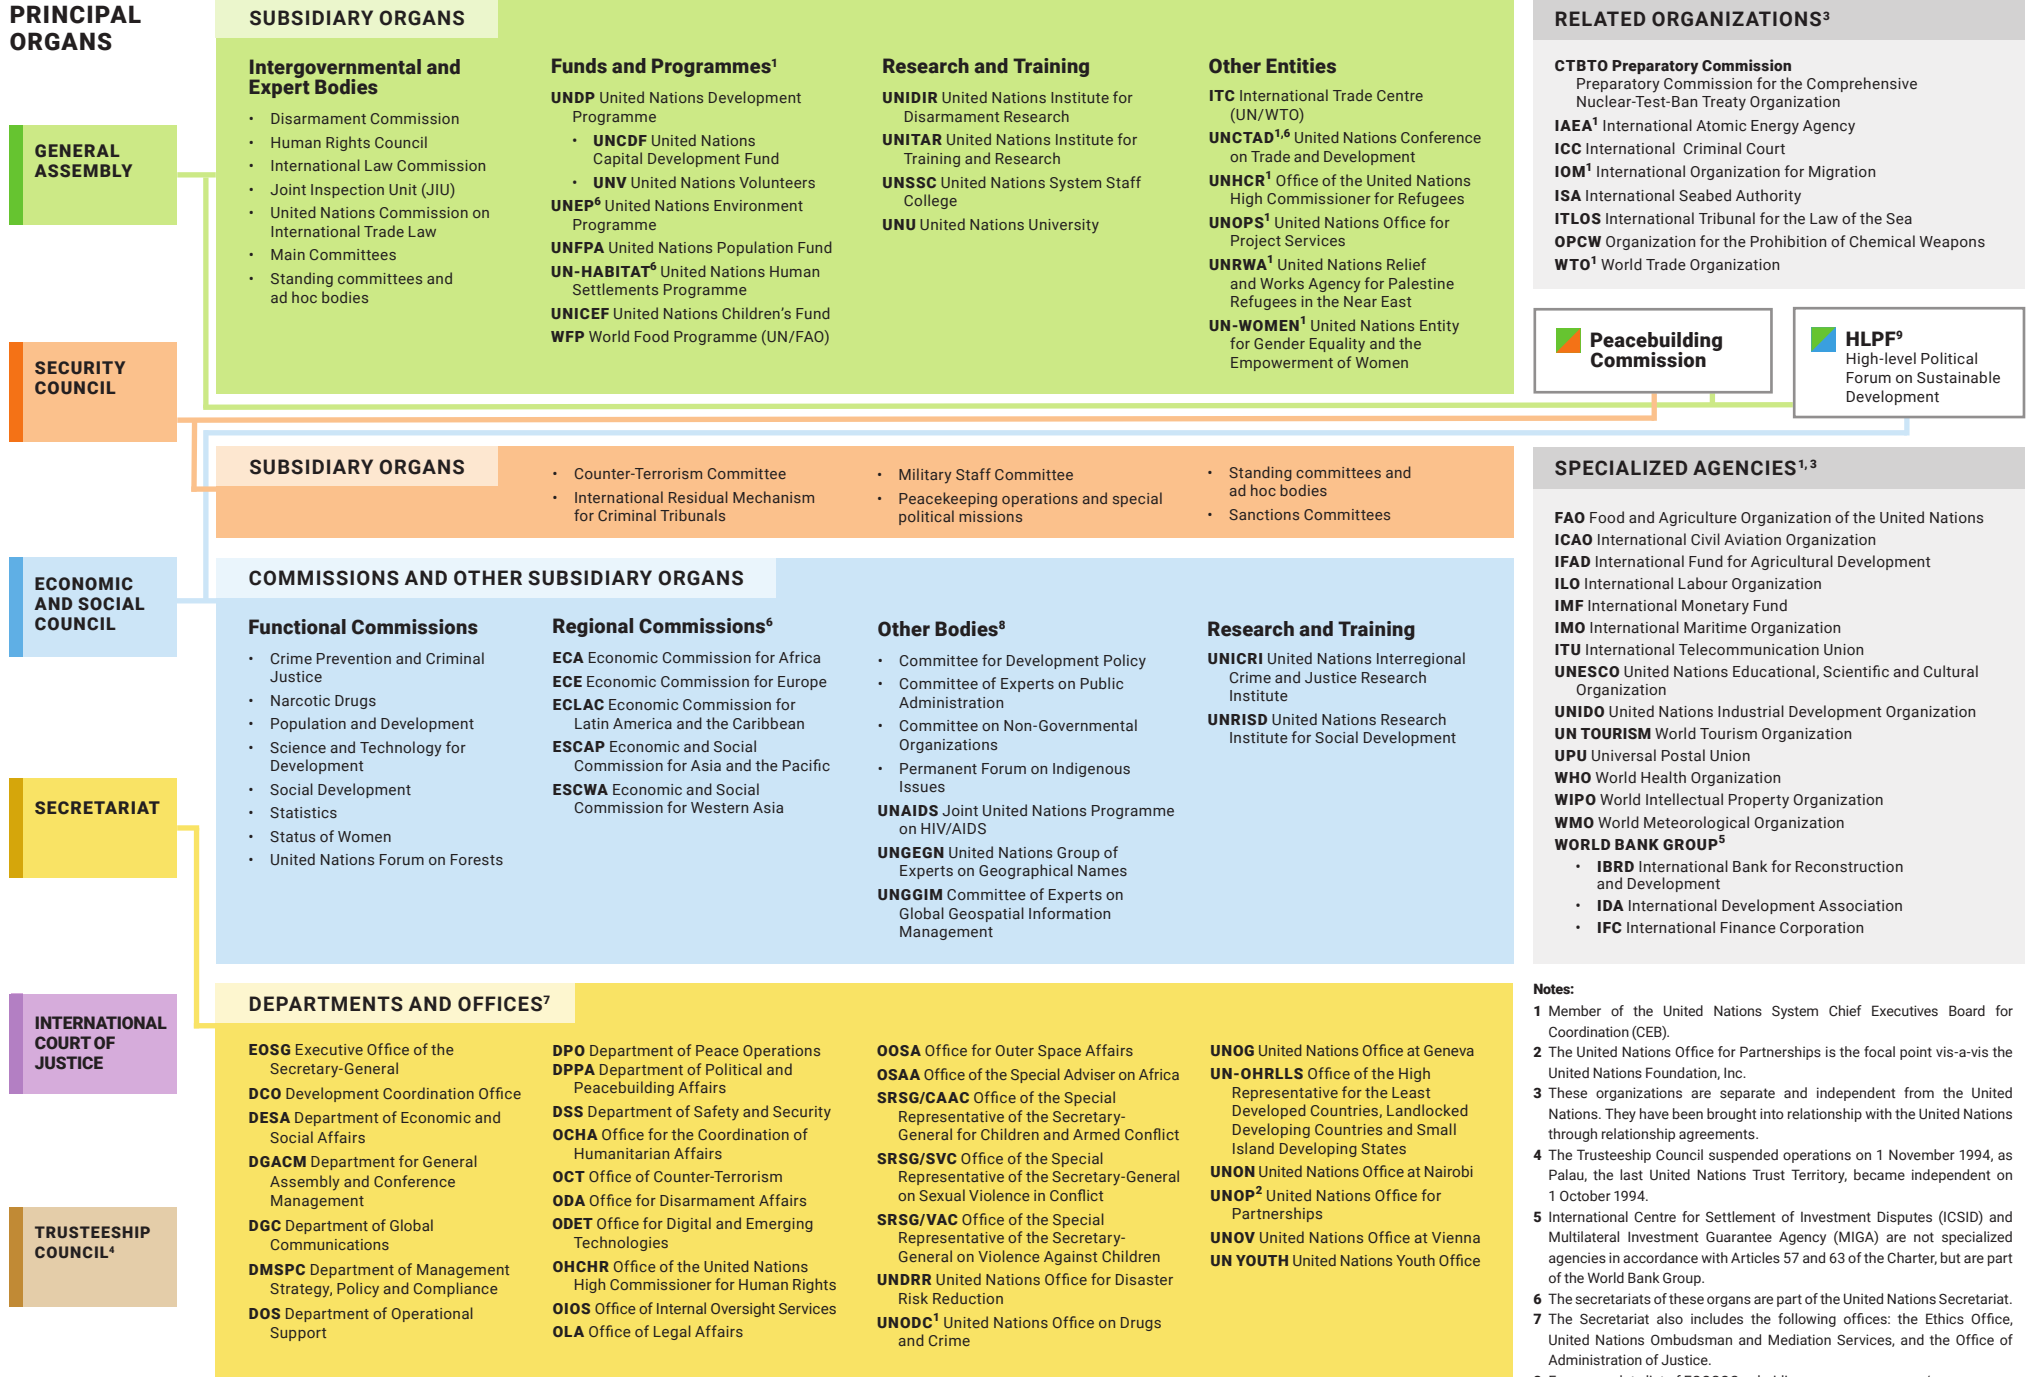 PRINCIPAL
ORGANS
GENERAL
ASSEMBLY
SECURITY
COUNCIL
ECONOMIC
AND SOCIAL
COUNCIL
SECRETARIAT
INTERNATIONAL
COURT OF
JUSTICE
TRUSTEESHIP
COUNCIL⁴
SUBSIDIARY ORGANS
Intergovernmental and
Expert Bodies
• Disarmament Commission
• Human Rights Council
• International Law Commission
• Joint Inspection Unit (JIU)
• United Nations Commission on
International Trade Law
• Main Committees
• Standing committees and
ad hoc bodies
Funds and Programmes¹
UNDP United Nations Development
Programme
• UNCDF United Nations
Capital Development Fund
• UNV United Nations Volunteers
UNEP⁶ United Nations Environment
Programme
UNFPA United Nations Population Fund
UN-HABITAT⁶ United Nations Human
Settlements Programme
UNICEF United Nations Children’s Fund
WFP World Food Programme (UN/FAO)
Research and Training
UNIDIR United Nations Institute for
Disarmament Research
UNITAR United Nations Institute for
Training and Research
UNSSC United Nations System Staff
College
UNU United Nations University
Other Entities
ITC International Trade Centre
(UN/WTO)
UNCTAD¹,⁶ United Nations Conference
on Trade and Development
UNHCR¹ Office of the United Nations
High Commissioner for Refugees
UNOPS¹ United Nations Office for
Project Services
UNRWA¹ United Nations Relief
and Works Agency for Palestine
Refugees in the Near East
UN-WOMEN¹ United Nations Entity
for Gender Equality and the
Empowerment of Women
RELATED ORGANIZATIONS³
CTBTO Preparatory Commission
Preparatory Commission for the Comprehensive
Nuclear-Test-Ban Treaty Organization
IAEA¹ International Atomic Energy Agency
ICC International Criminal Court
IOM¹ International Organization for Migration
ISA International Seabed Authority
ITLOS International Tribunal for the Law of the Sea
OPCW Organization for the Prohibition of Chemical Weapons
WTO¹ World Trade Organization
Peacebuilding
Commission
HLPF⁹
High-level Political
Forum on Sustainable
Development
SUBSIDIARY ORGANS
• Counter-Terrorism Committee
• International Residual Mechanism
for Criminal Tribunals
• Military Staff Committee
• Peacekeeping operations and special
political missions
• Standing committees and
ad hoc bodies
• Sanctions Committees
COMMISSIONS AND OTHER SUBSIDIARY ORGANS
Functional Commissions
• Crime Prevention and Criminal
Justice
• Narcotic Drugs
• Population and Development
• Science and Technology for
Development
• Social Development
• Statistics
• Status of Women
• United Nations Forum on Forests
Regional Commissions⁶
ECA Economic Commission for Africa
ECE Economic Commission for Europe
ECLAC Economic Commission for
Latin America and the Caribbean
ESCAP Economic and Social
Commission for Asia and the Pacific
ESCWA Economic and Social
Commission for Western Asia
Other Bodies⁸
• Committee for Development Policy
• Committee of Experts on Public
Administration
• Committee on Non-Governmental
Organizations
• Permanent Forum on Indigenous
Issues
UNAIDS Joint United Nations Programme
on HIV/AIDS
UNGEGN United Nations Group of
Experts on Geographical Names
UNGGIM Committee of Experts on
Global Geospatial Information
Management
Research and Training
UNICRI United Nations Interregional
Crime and Justice Research
Institute
UNRISD United Nations Research
Institute for Social Development
SPECIALIZED AGENCIES¹,³
FAO Food and Agriculture Organization of the United Nations
ICAO International Civil Aviation Organization
IFAD International Fund for Agricultural Development
ILO International Labour Organization
IMF International Monetary Fund
IMO International Maritime Organization
ITU International Telecommunication Union
UNESCO United Nations Educational, Scientific and Cultural
Organization
UNIDO United Nations Industrial Development Organization
UN TOURISM World Tourism Organization
UPU Universal Postal Union
WHO World Health Organization
WIPO World Intellectual Property Organization
WMO World Meteorological Organization
WORLD BANK GROUP⁵
• IBRD International Bank for Reconstruction
and Development
• IDA International Development Association
• IFC International Finance Corporation
DEPARTMENTS AND OFFICES⁷
EOSG Executive Office of the
Secretary-General
DCO Development Coordination Office
DESA Department of Economic and
Social Affairs
DGACM Department for General
Assembly and Conference
Management
DGC Department of Global
Communications
DMSPC Department of Management
Strategy, Policy and Compliance
DOS Department of Operational
Support
DPO Department of Peace Operations
DPPA Department of Political and
Peacebuilding Affairs
DSS Department of Safety and Security
OCHA Office for the Coordination of
Humanitarian Affairs
OCT Office of Counter-Terrorism
ODA Office for Disarmament Affairs
ODET Office for Digital and Emerging
Technologies
OHCHR Office of the United Nations
High Commissioner for Human Rights
OIOS Office of Internal Oversight Services
OLA Office of Legal Affairs
OOSA Office for Outer Space Affairs
OSAA Office of the Special Adviser on Africa
SRSG/CAAC Office of the Special
Representative of the Secretary-
General for Children and Armed Conflict
SRSG/SVC Office of the Special
Representative of the Secretary-General
on Sexual Violence in Conflict
SRSG/VAC Office of the Special
Representative of the Secretary-
General on Violence Against Children
UNDRR United Nations Office for Disaster
Risk Reduction
UNODC¹ United Nations Office on Drugs
and Crime
UNOG United Nations Office at Geneva
UN-OHRLLS Office of the High
Representative for the Least
Developed Countries, Landlocked
Developing Countries and Small
Island Developing States
UNON United Nations Office at Nairobi
UNOP² United Nations Office for
Partnerships
UNOV United Nations Office at Vienna
UN YOUTH United Nations Youth Office
Notes:
1 Member of the United Nations System Chief Executives Board for
Coordination (CEB).
2 The United Nations Office for Partnerships is the focal point vis-a-vis the
United Nations Foundation, Inc.
3 These organizations are separate and independent from the United
Nations. They have been brought into relationship with the United Nations
through relationship agreements.
4 The Trusteeship Council suspended operations on 1 November 1994, as
Palau, the last United Nations Trust Territory, became independent on
1 October 1994.
5 International Centre for Settlement of Investment Disputes (ICSID) and
Multilateral Investment Guarantee Agency (MIGA) are not specialized
agencies in accordance with Articles 57 and 63 of the Charter, but are part
of the World Bank Group.
6 The secretariats of these organs are part of the United Nations Secretariat.
7 The Secretariat also includes the following offices: the Ethics Office,
United Nations Ombudsman and Mediation Services, and the Office of
Administration of Justice.